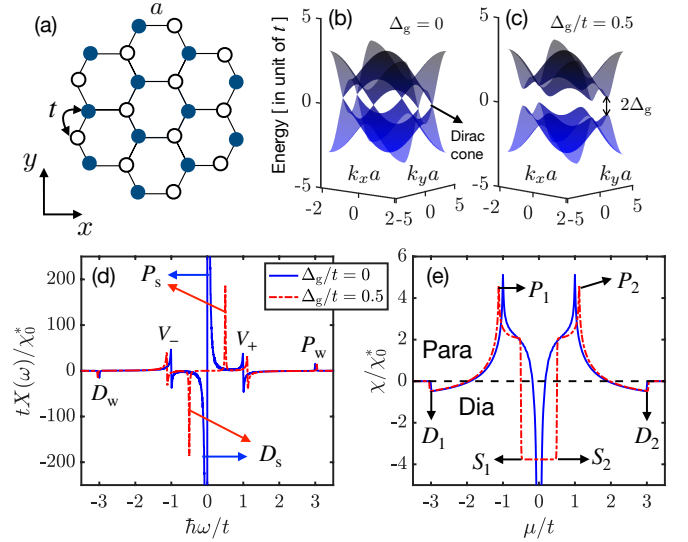 (a)
a
t
y
x
(b)
Δg = 0
Energy [ in unit of t ]
5
0
-5
Dirac
cone
kxa
kya
-2
0
2
-5
0
5
(c)
Δg/t = 0.5
5
0
-5
2Δg
kxa
kya
-2
0
2
-5
0
5
(d)
Ps
Δg/t = 0
Δg/t = 0.5
V−
V+
Pw
Dw
Ds
tX(ω)/χ0*
200
100
0
-100
-200
-3 -2 -1 0 1 2 3
ħω/t
(e)
P1
P2
Para
Dia
D1
D2
S1
S2
χ/χ0*
6
4
2
0
-2
-4
-3 -2 -1 0 1 2 3
μ/t